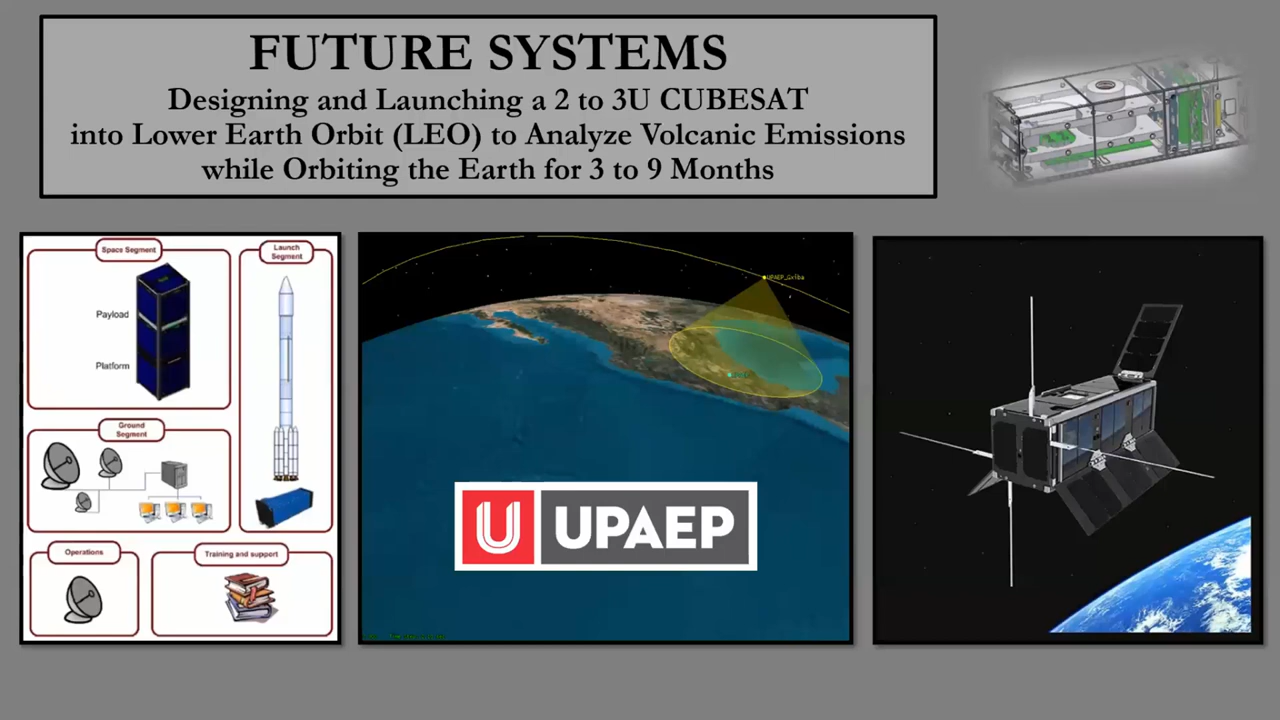 FUTURE SYSTEMS
Designing and Launching a 2 to 3U CUBESAT
into Lower Earth Orbit (LEO) to Analyze Volcanic Emissions
while Orbiting the Earth for 3 to 9 Months
Space Segment
Payload
Platform
Launch
Segment
Ground
Segment
Operations
Training and support
U UPAEP